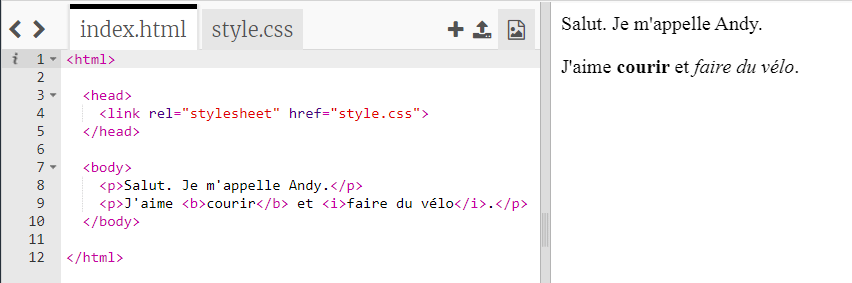 index.html style.css
i 1 <html>
2
3 <head>
4 <link rel="stylesheet" href="style.css">
5 </head>
6
7 <body>
8 <p>Salut. Je m'appelle Andy.</p>
9 <p>J'aime <b>courir</b> et <i>faire du vélo</i>.</p>
10 </body>
11
12 </html>
Salut. Je m'appelle Andy.
J'aime courir et faire du vélo.